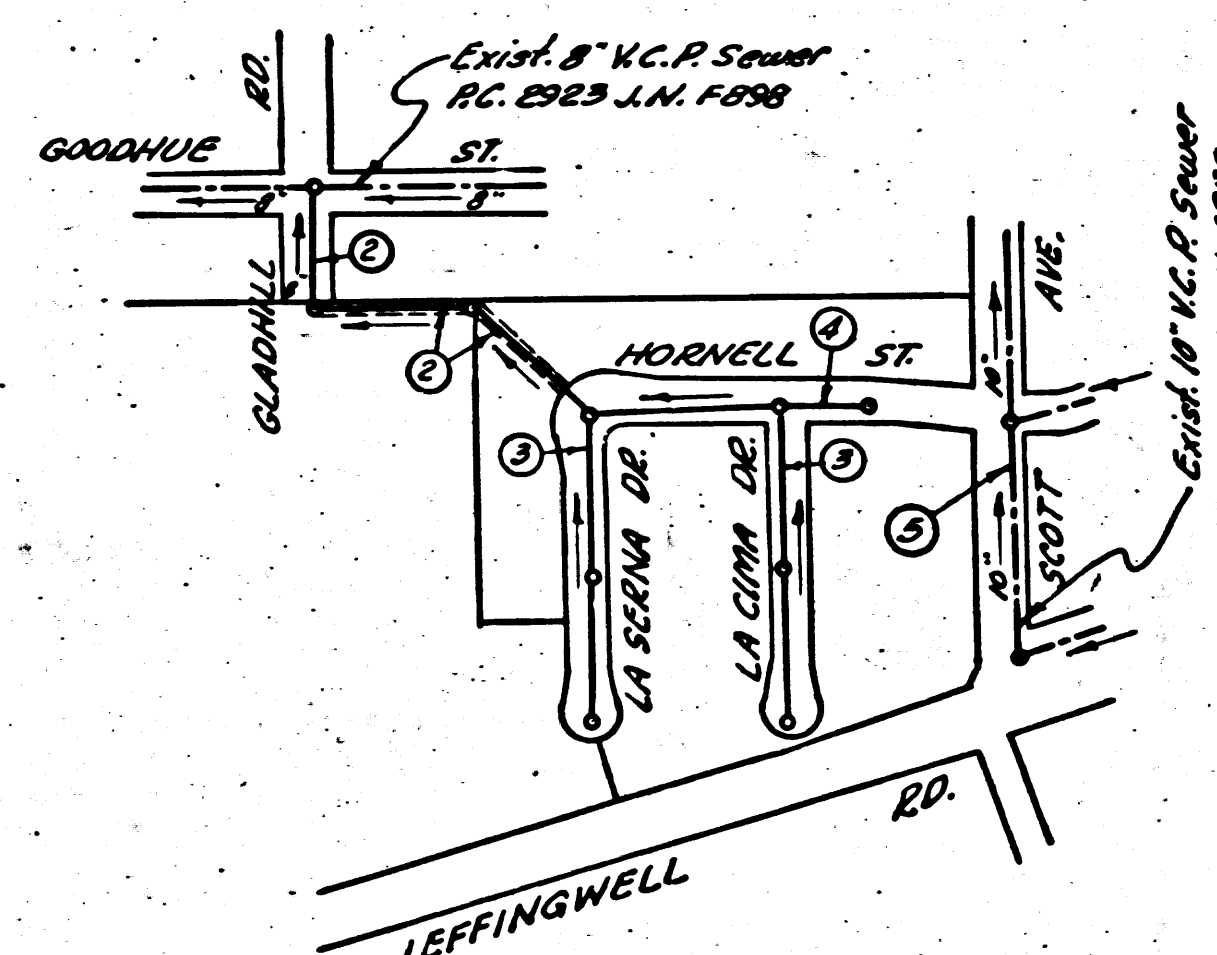 Exist. 8" V.C.P. Sewer
P.C. 2923 J.N. F898
RD.
GOODHUE ST.
8" 8"
2
GLADHILL
2
HORNELL ST.
4
AVE.
10"
3
3
5
LA SERNA DR.
LA CIMA DR.
10"
SCOTT
Exist. 10" V.C.P. Sewer
LEFFINGWELL RD.